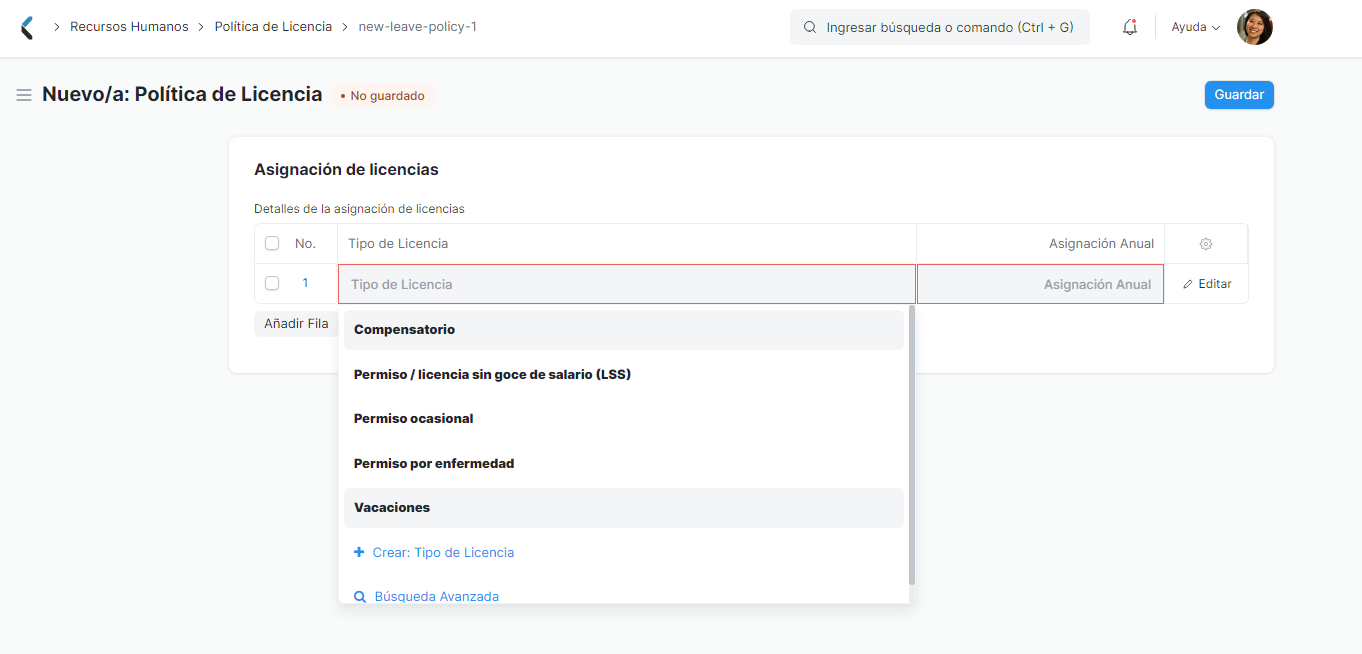 Recursos Humanos Política de Licencia new-leave-policy-1 Ingresar búsqueda o comando (Ctrl + G) Ayuda
Nuevo/a: Política de Licencia • No guardado Guardar
Asignación de licencias
Detalles de la asignación de licencias
No. Tipo de Licencia Asignación Anual
1 Tipo de Licencia Asignación Anual Editar
Añadir Fila
Compensatorio
Permiso / licencia sin goce de salario (LSS)
Permiso ocasional
Permiso por enfermedad
Vacaciones
Crear: Tipo de Licencia
Búsqueda Avanzada